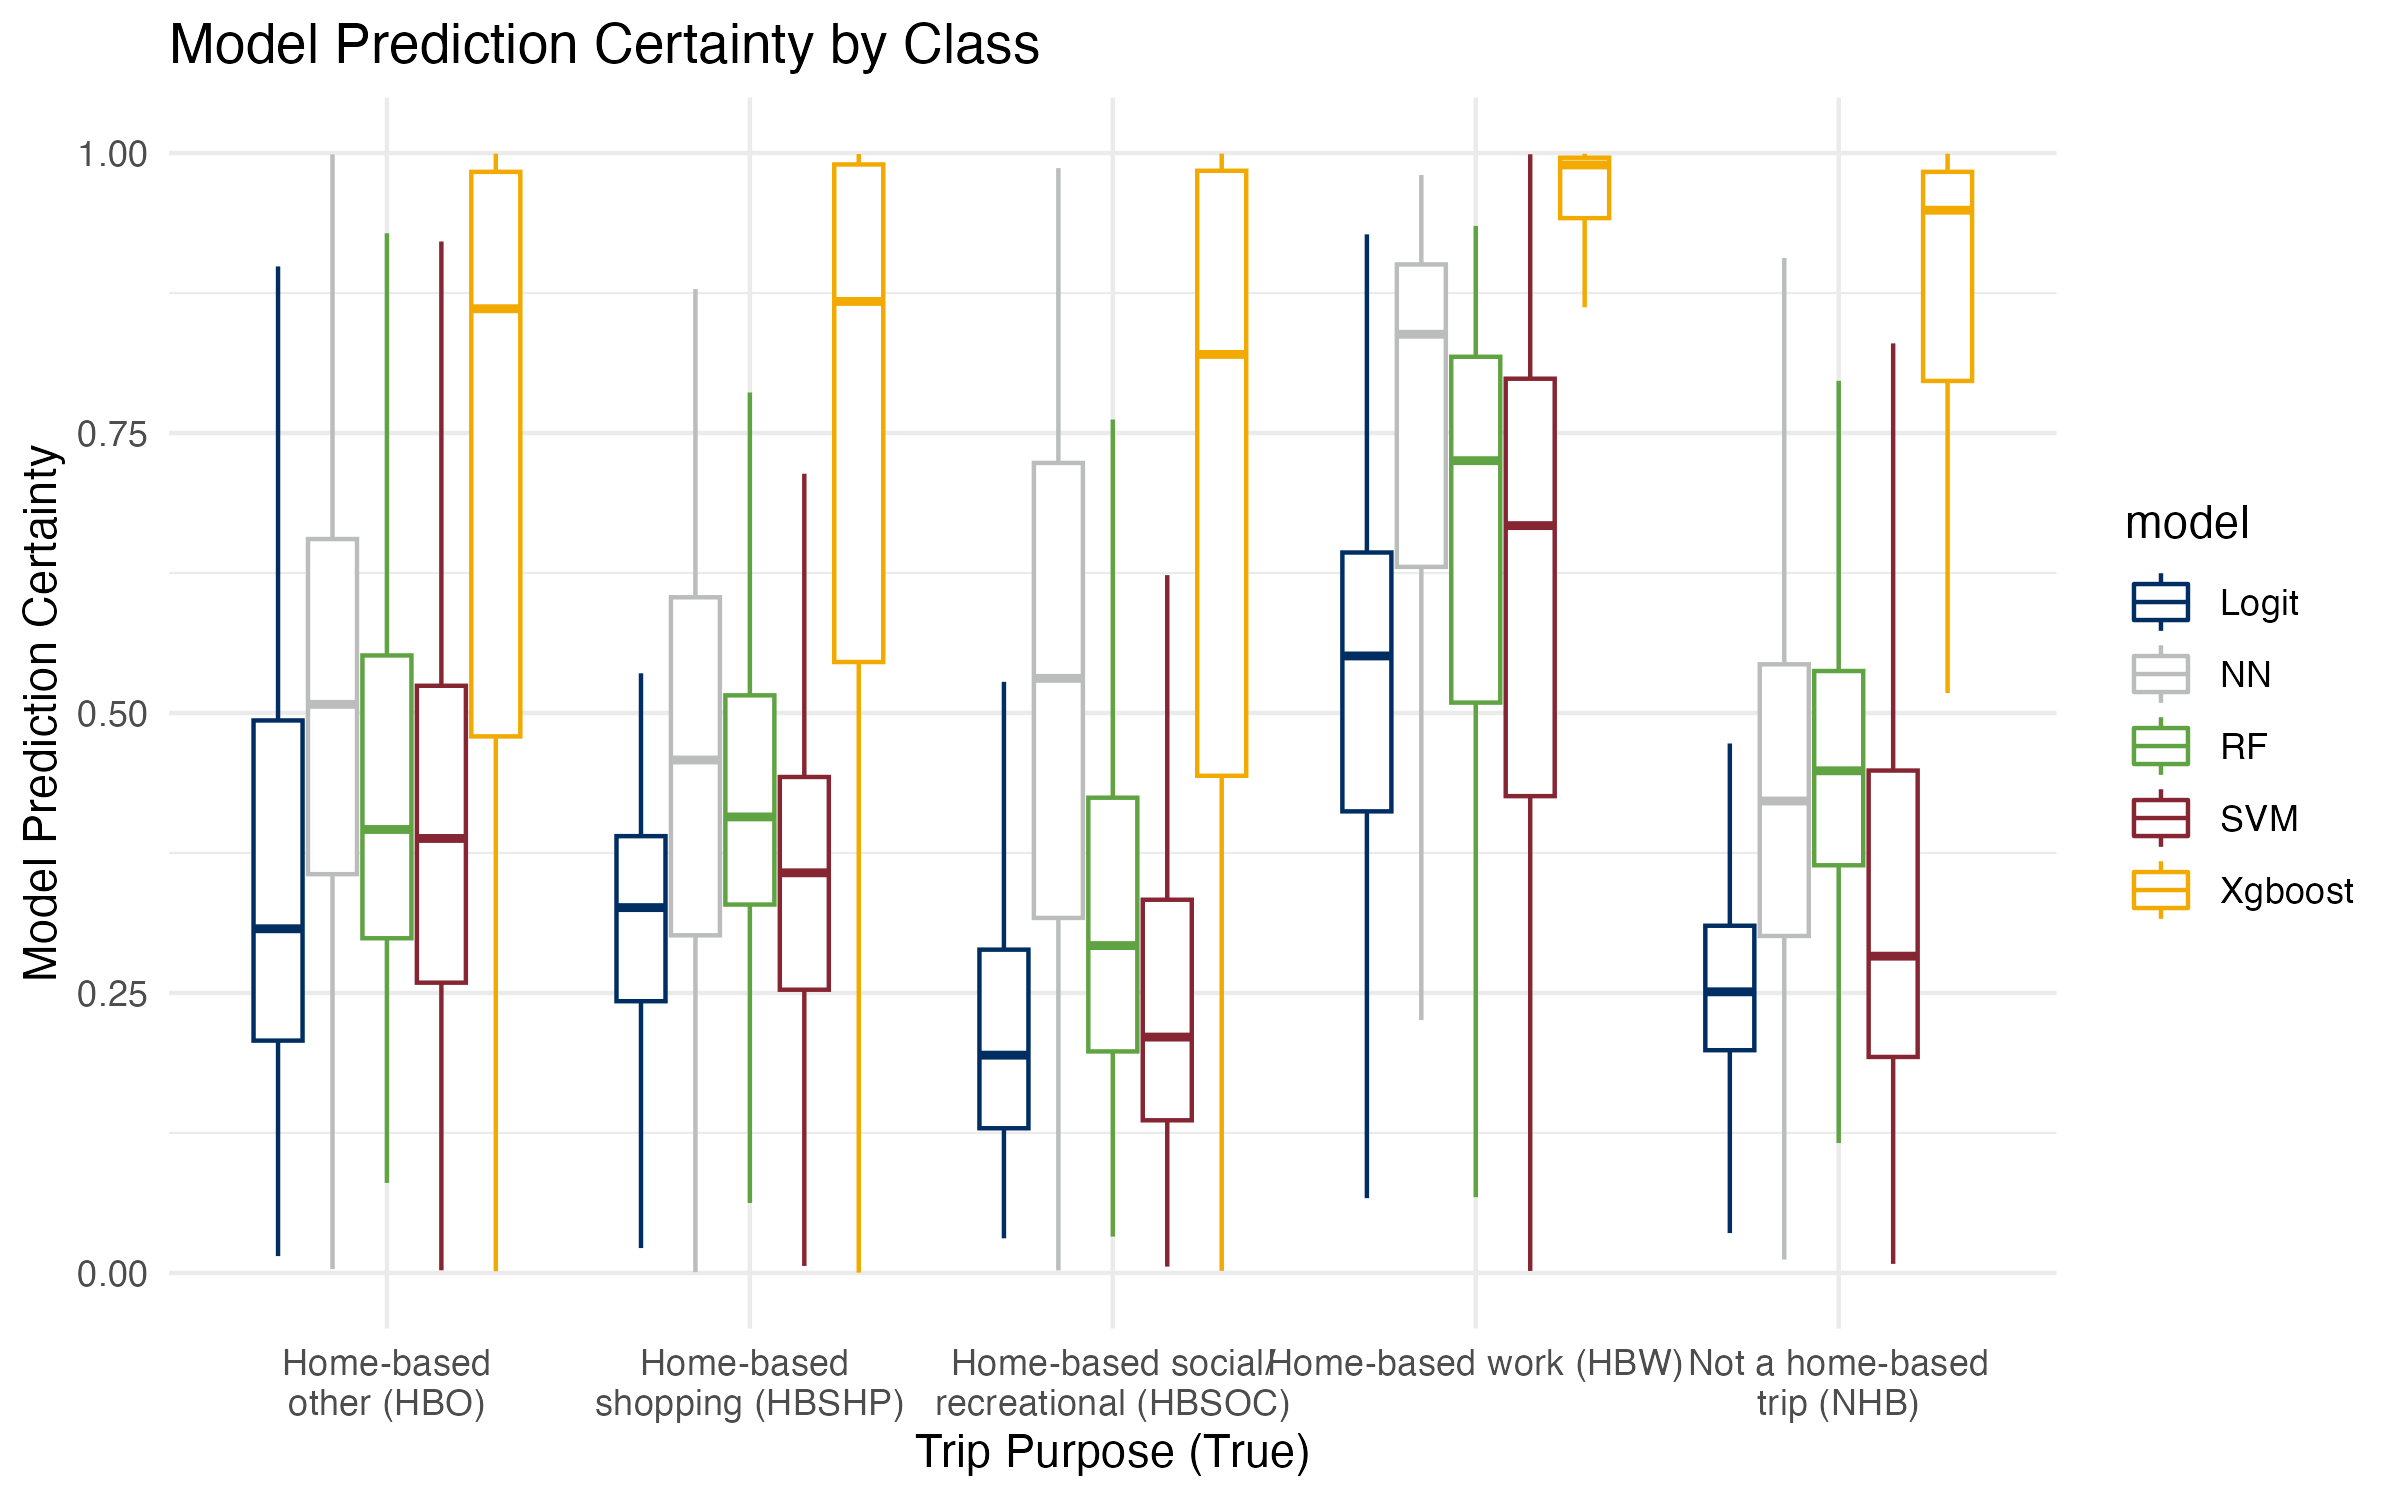 Model Prediction Certainty by Class
Model Prediction Certainty
1.00
0.75
0.50
0.25
0.00
Home-based
other (HBO)
Home-based
shopping (HBSHP)
Home-based social/
recreational (HBSOC)
Home-based work (HBW)
Not a home-based
trip (NHB)
Trip Purpose (True)
model
Logit
NN
RF
SVM
Xgboost